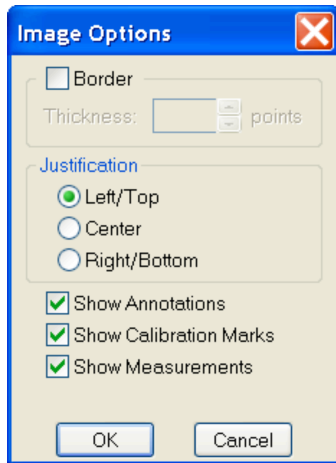 Image Options
Border
Thickness: points
Justification
Left/Top
Center
Right/Bottom
Show Annotations
Show Calibration Marks
Show Measurements
OK Cancel